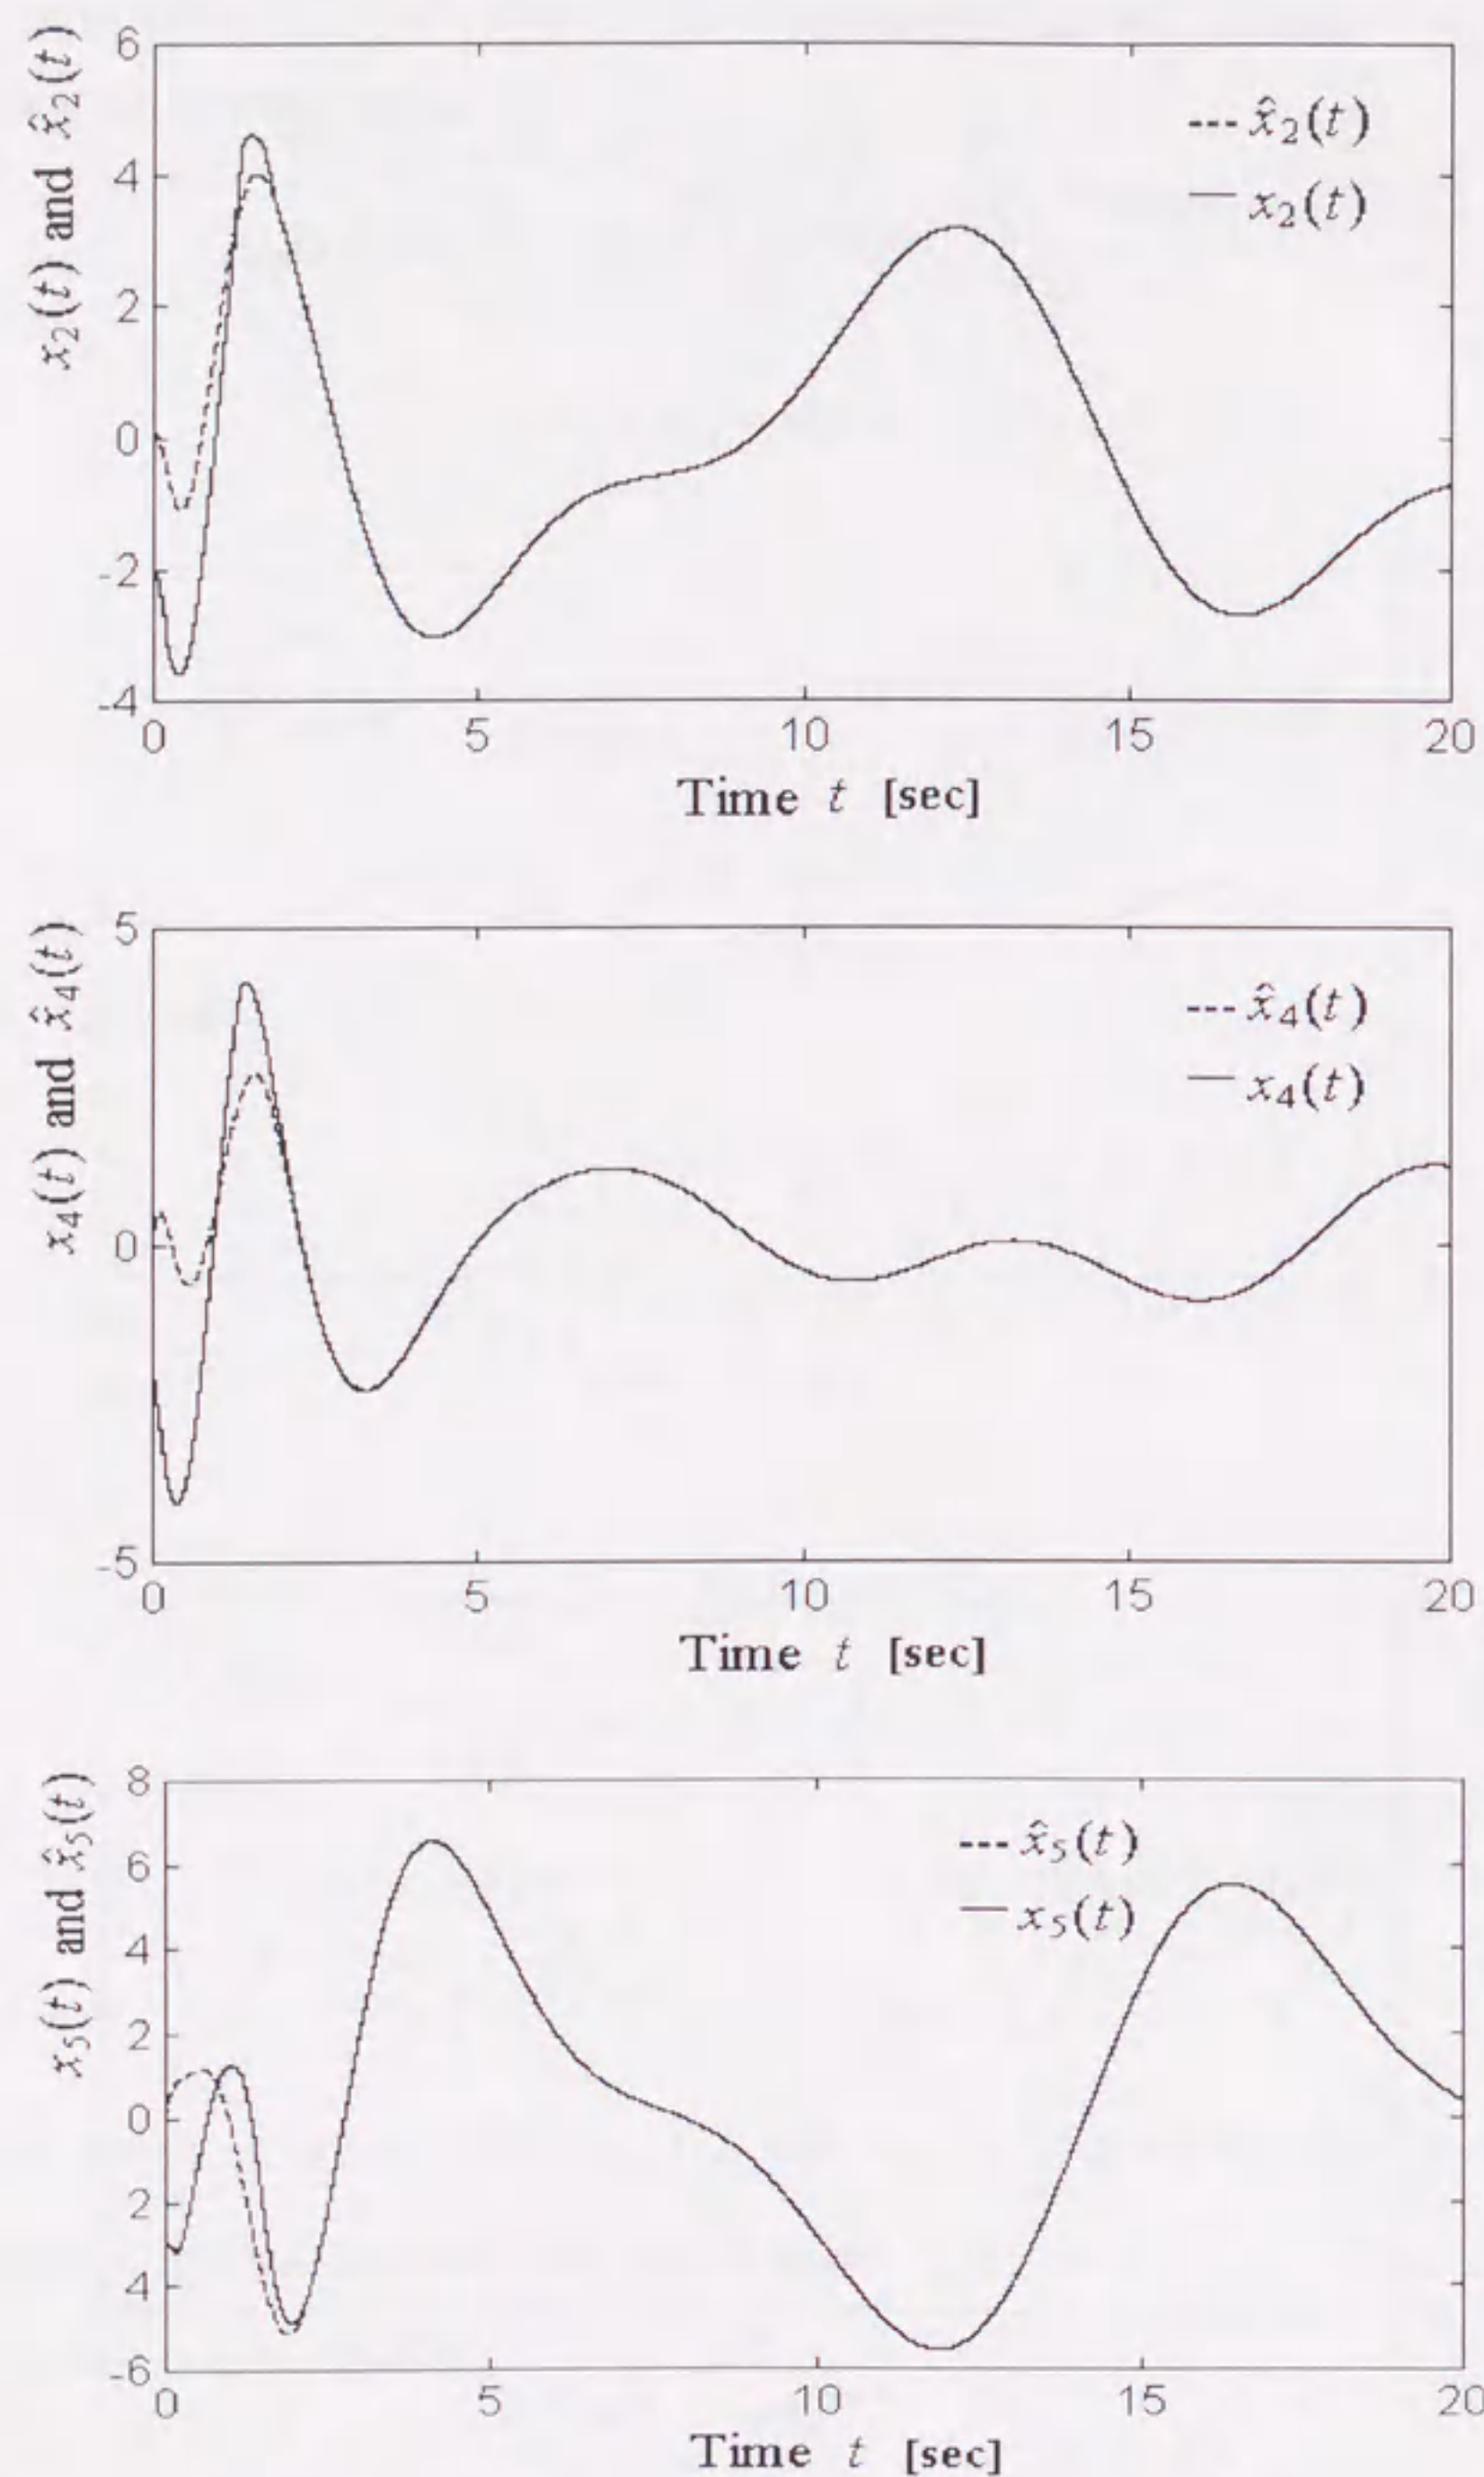 x₂(t) and x̂₂(t)
6
4
2
0
-2
-4
--- x̂₂(t)
— x₂(t)
0 5 10 15 20
Time t [sec]
x₄(t) and x̂₄(t)
5
0
-5
--- x̂₄(t)
— x₄(t)
0 5 10 15 20
Time t [sec]
x₅(t) and x̂₅(t)
8
6
4
2
0
2
4
-6
--- x̂₅(t)
— x₅(t)
0 5 10 15 20
Time t [sec]